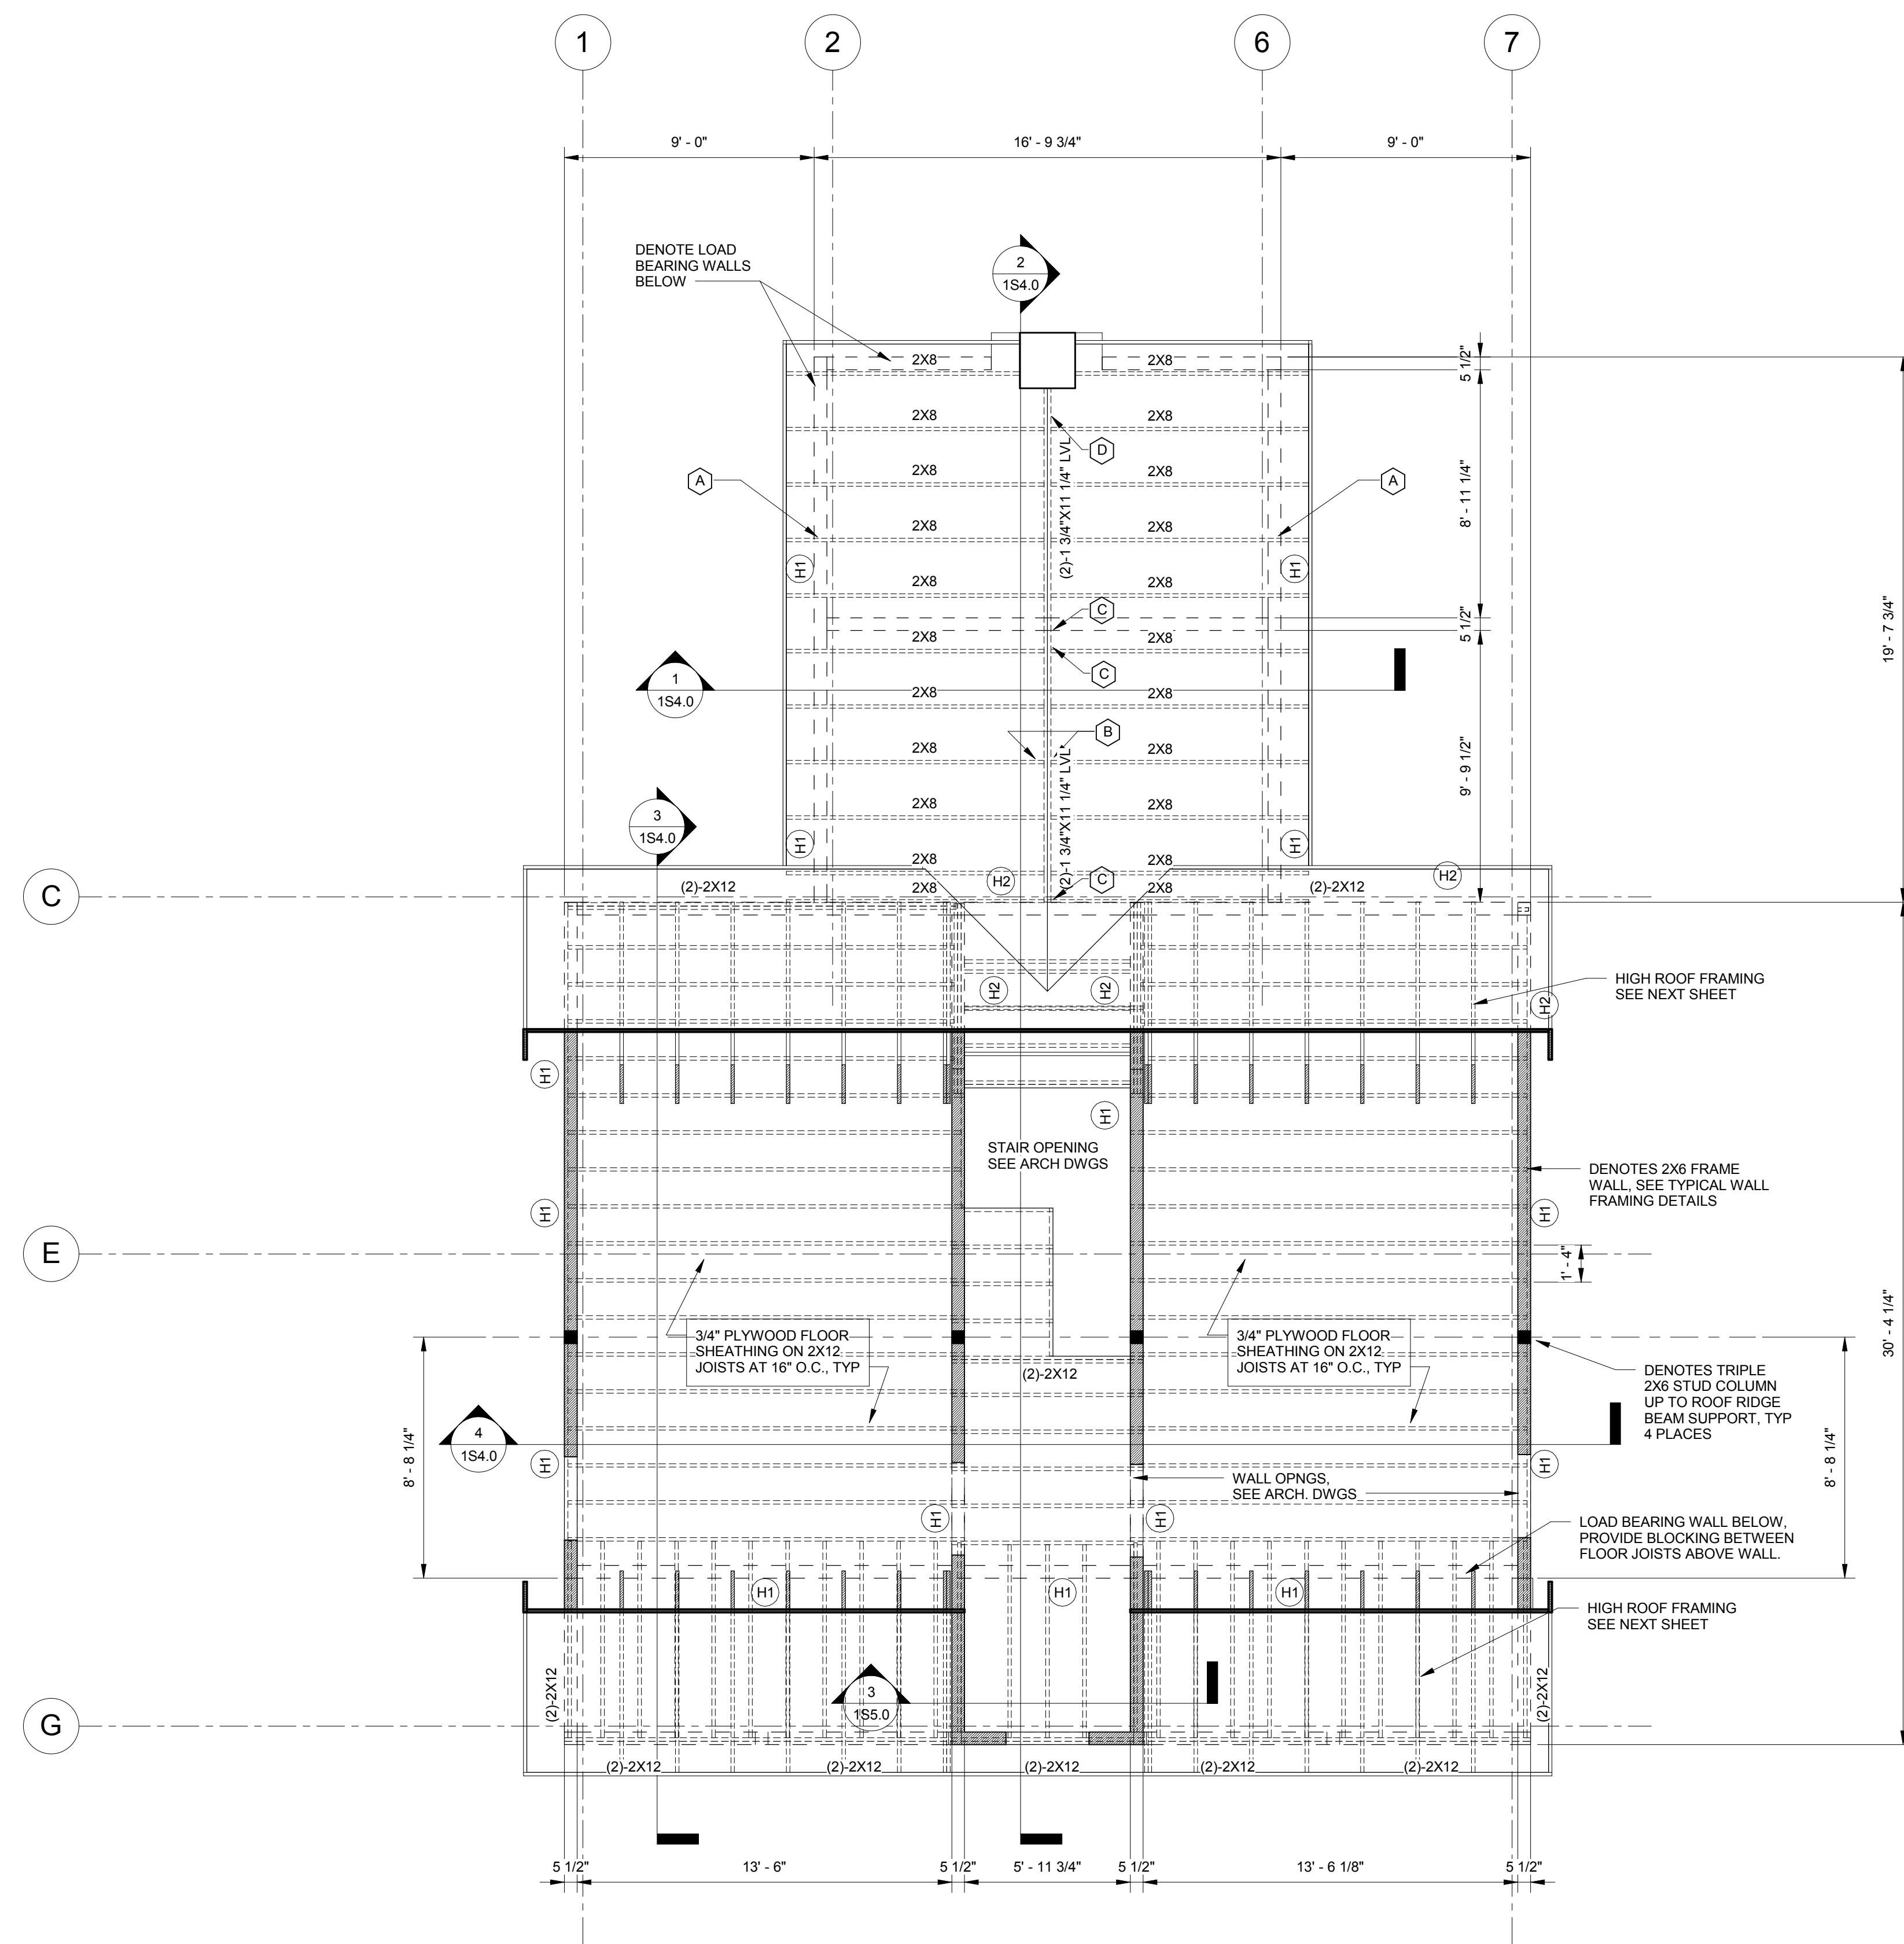 1
2
6
7
9' - 0"
16' - 9 3/4"
9' - 0"
DENOTE LOAD
BEARING WALLS
BELOW
2
1S4.0
2X8
2X8
5 1/2"
2X8
2X8
D
(2)-1 3/4"X11 1/4" LVL
A
A
8' - 11 1/4"
2X8
2X8
2X8
2X8
H1
H1
2X8
2X8
C
5 1/2"
19' - 7 3/4"
2X8
2X8
C
1
1S4.0
2X8
2X8
B
2X8
2X8
9' - 9 1/2"
(2)-1 3/4"X11 1/4" LVL
3
1S4.0
2X8
2X8
H1
H1
2X8
2X8
H2
C
H2
C
(2)-2X12
2X8
2X8
(2)-2X12
HIGH ROOF FRAMING
SEE NEXT SHEET
H2
H2
H2
H1
H1
STAIR OPENING
SEE ARCH DWGS
DENOTES 2X6 FRAME
WALL, SEE TYPICAL WALL
FRAMING DETAILS
H1
H1
E
1' - 4"
30' - 4 1/4"
3/4" PLYWOOD FLOOR
SHEATHING ON 2X12
JOISTS AT 16" O.C., TYP
3/4" PLYWOOD FLOOR
SHEATHING ON 2X12
JOISTS AT 16" O.C., TYP
(2)-2X12
DENOTES TRIPLE
2X6 STUD COLUMN
UP TO ROOF RIDGE
BEAM SUPPORT, TYP
4 PLACES
8' - 8 1/4"
8' - 8 1/4"
4
1S4.0
H1
H1
WALL OPNGS,
SEE ARCH. DWGS
H1
H1
LOAD BEARING WALL BELOW,
PROVIDE BLOCKING BETWEEN
FLOOR JOISTS ABOVE WALL.
H1
H1
H1
HIGH ROOF FRAMING
SEE NEXT SHEET
(2)-2X12
3
1S5.0
(2)-2X12
G
(2)-2X12
(2)-2X12
(2)-2X12
(2)-2X12
(2)-2X12
5 1/2"
13' - 6"
5 1/2"
5' - 11 3/4"
5 1/2"
13' - 6 1/8"
5 1/2"